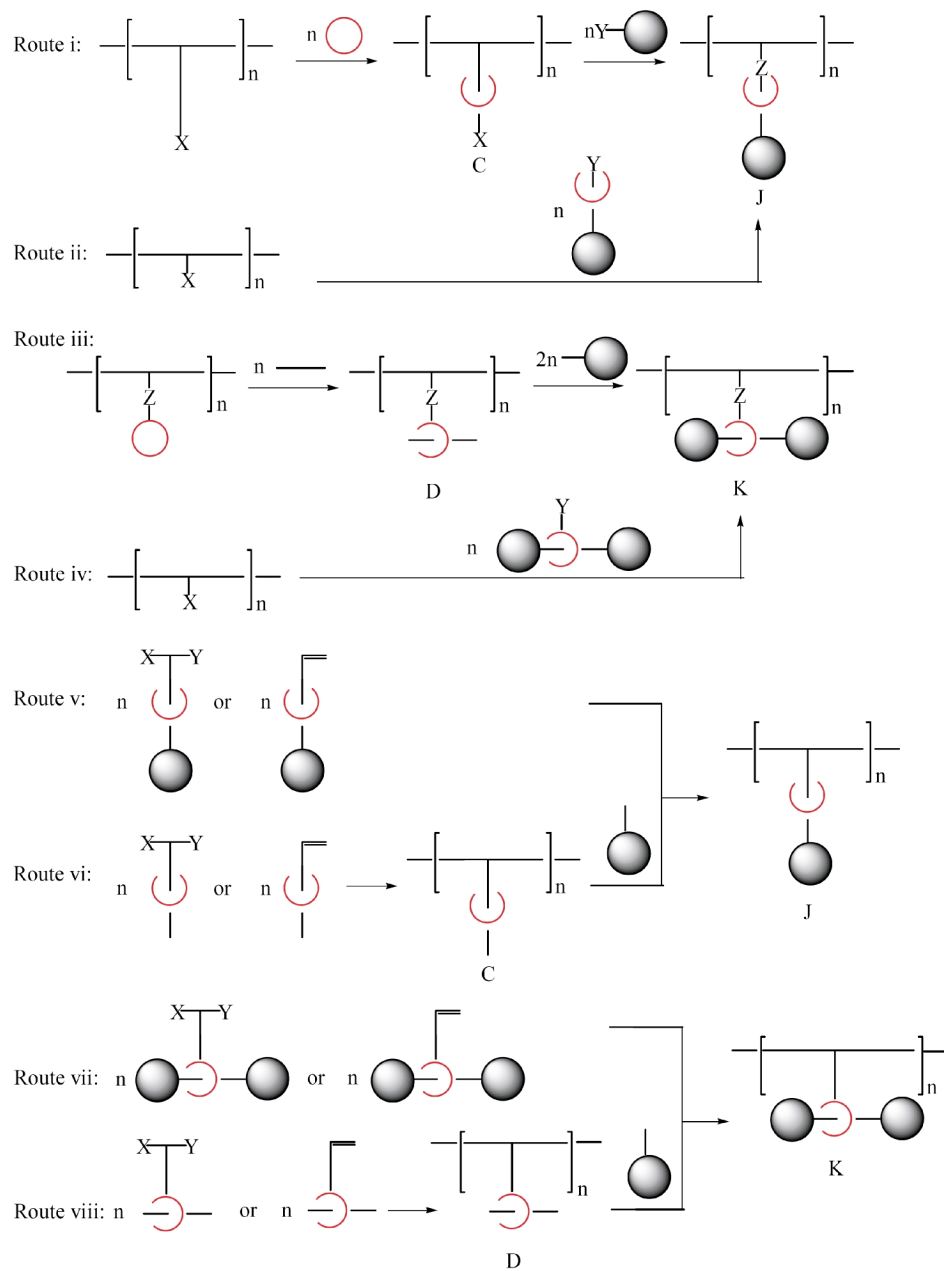 Route i:
n
n
X
n
X
C
nY
n
Z
J
Route ii:
n
X
n
Y
Route iii:
n
Z
n
n
Z
D
2n
n
Z
K
Route iv:
n
X
n
Y
Route v:
n
X Y
or
n
Route vi:
n
X Y
or
n
n
C
n
J
Route vii:
n
X Y
or
n
Route viii:
n
X Y
or
n
n
D
n
K